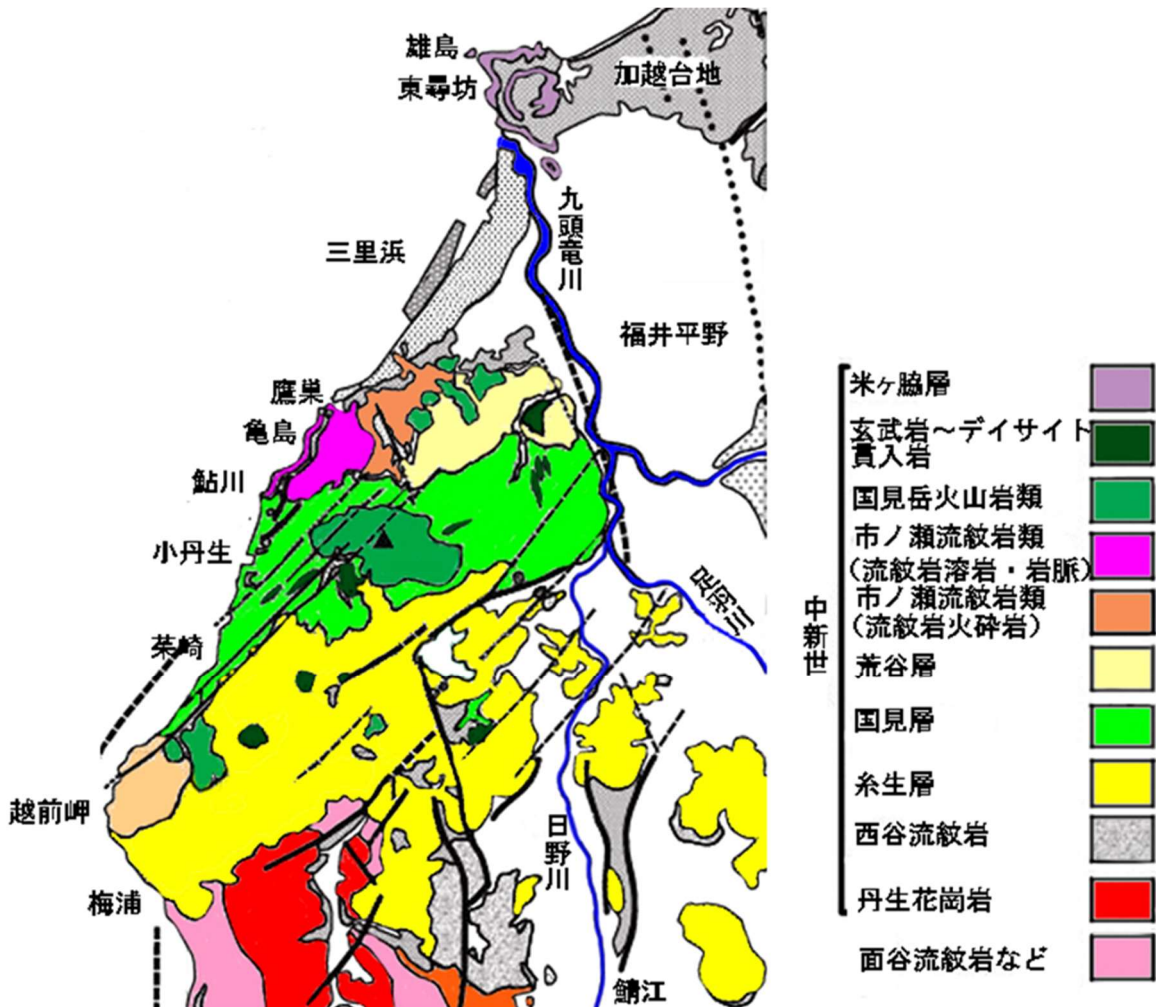 雄島
東尋坊
加越台地
九頭竜川
三里浜
福井平野
鷹巣
亀島
鮎川
小丹生
足羽川
茱崎
越前岬
日野川
梅浦
鯖江
中新世
米ヶ脇層
玄武岩～デイサイト
貫入岩
国見岳火山岩類
市ノ瀬流紋岩類
(流紋岩溶岩・岩脈)
市ノ瀬流紋岩類
(流紋岩火砕岩)
荒谷層
国見層
糸生層
西谷流紋岩
丹生花崗岩
面谷流紋岩など